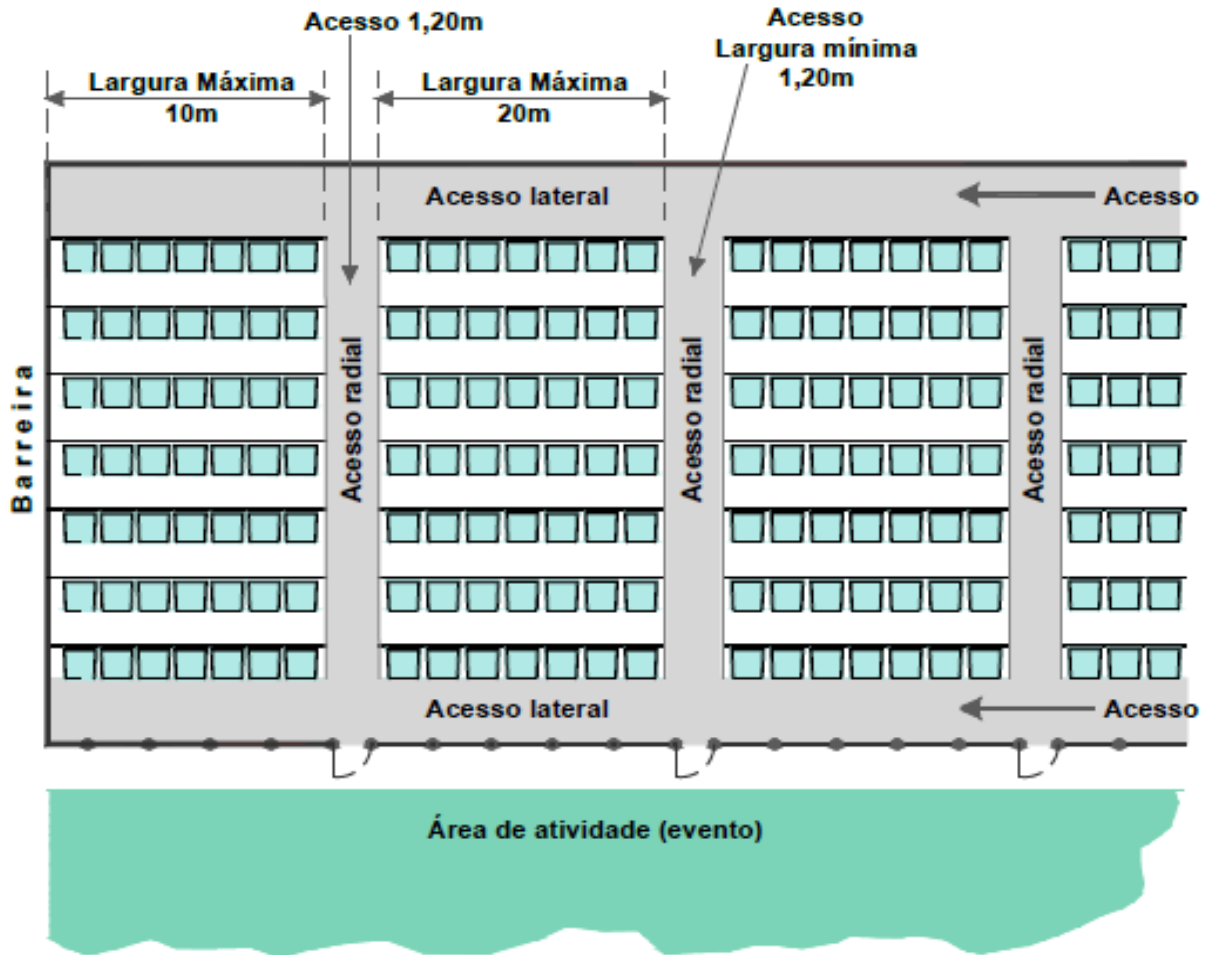 Acesso 1,20m
Acesso
Largura mínima
1,20m
Largura Máxima
10m
Largura Máxima
20m
Acesso lateral
Acesso
Barreira
Acesso radial
Acesso radial
Acesso radial
Acesso lateral
Acesso
Área de atividade (evento)